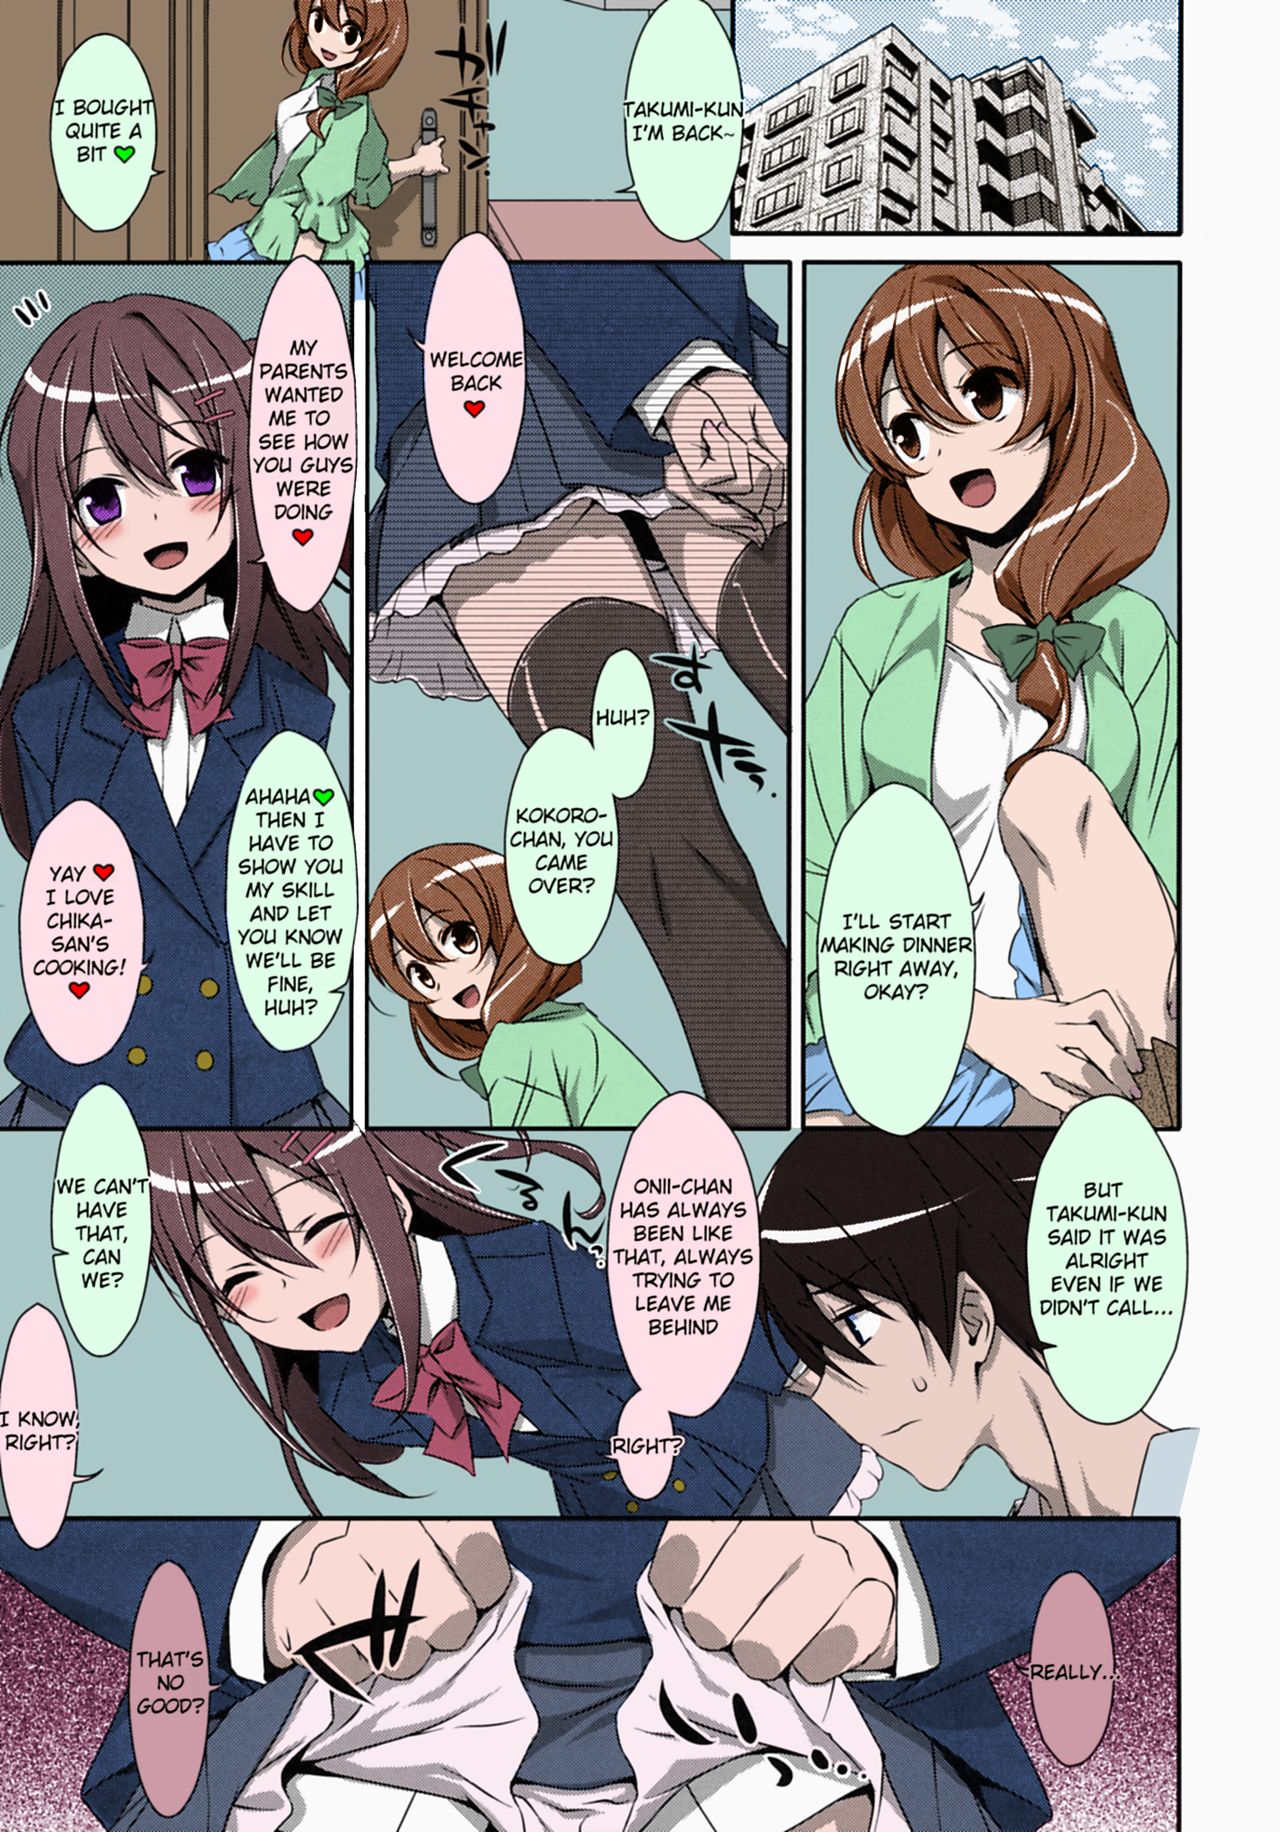 TAKUMI-KUN
I'M BACK~
I BOUGHT
QUITE A
BIT ♥
I'LL START
MAKING DINNER
RIGHT AWAY,
OKAY?
WELCOME
BACK
♥
HUH?
KOKORO-
CHAN, YOU
CAME
OVER?
MY
PARENTS
WANTED
ME TO
SEE HOW
YOU GUYS
WERE
DOING
♥
AHAHA♥
THEN I
HAVE TO
SHOW YOU
MY SKILL
AND LET
YOU KNOW
WE'LL BE
FINE,
HUH?
YAY ♥
I LOVE
CHIKA-
SAN'S
COOKING!
♥
BUT
TAKUMI-KUN
SAID IT WAS
ALRIGHT
EVEN IF WE
DIDN'T CALL...
ONII-CHAN
HAS ALWAYS
BEEN LIKE
THAT, ALWAYS
TRYING TO
LEAVE ME
BEHIND
RIGHT?
WE CAN'T
HAVE
THAT,
CAN
WE?
I KNOW,
RIGHT?
REALLY...
THAT'S
NO
GOOD?